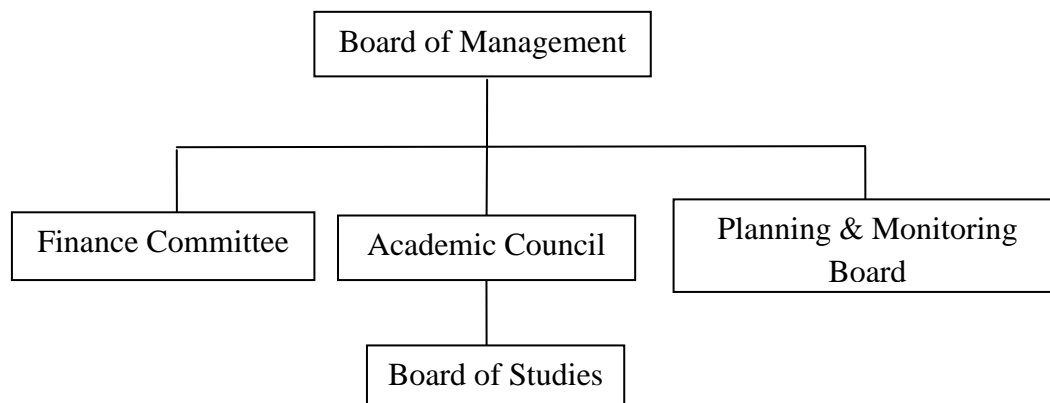 Board of Management
Finance Committee
Academic Council
Planning & Monitoring
Board
Board of Studies